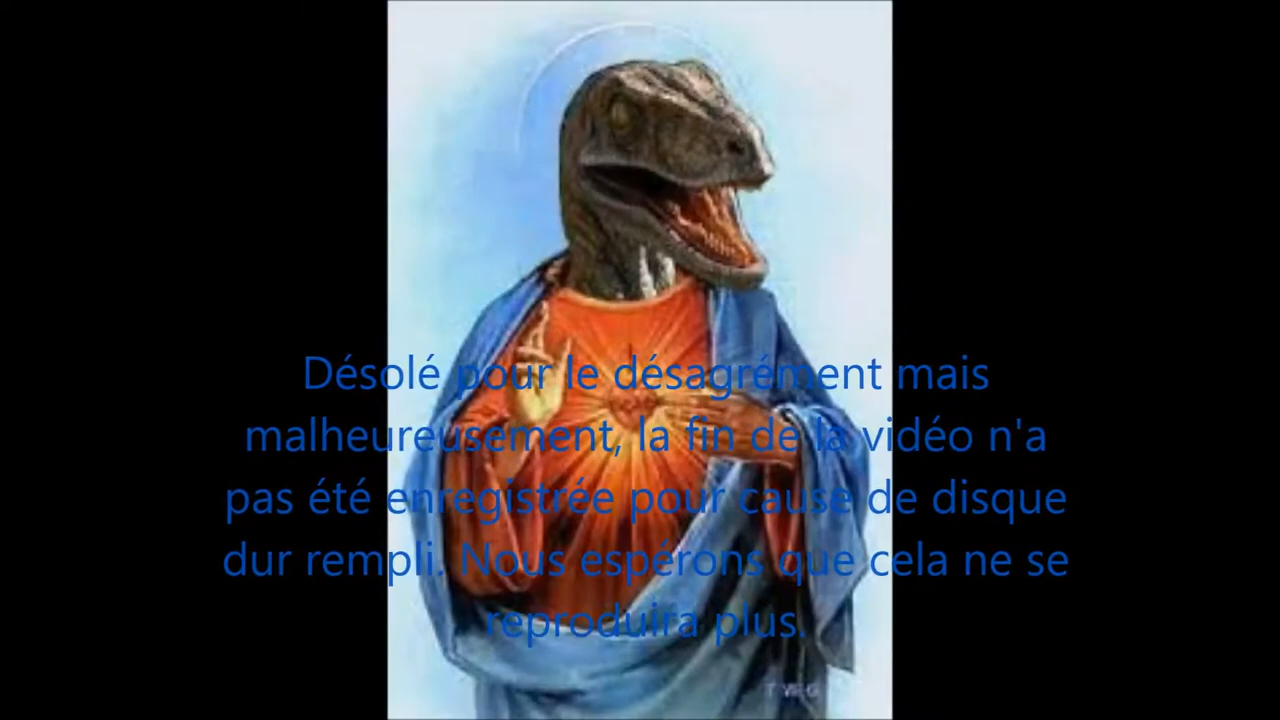 Désolé pour le désagrément mais
malheureusement, la fin de la vidéo n'a
pas été enregistrée pour cause de disque
dur rempli. Nous espérons que cela ne se
reproduira plus.